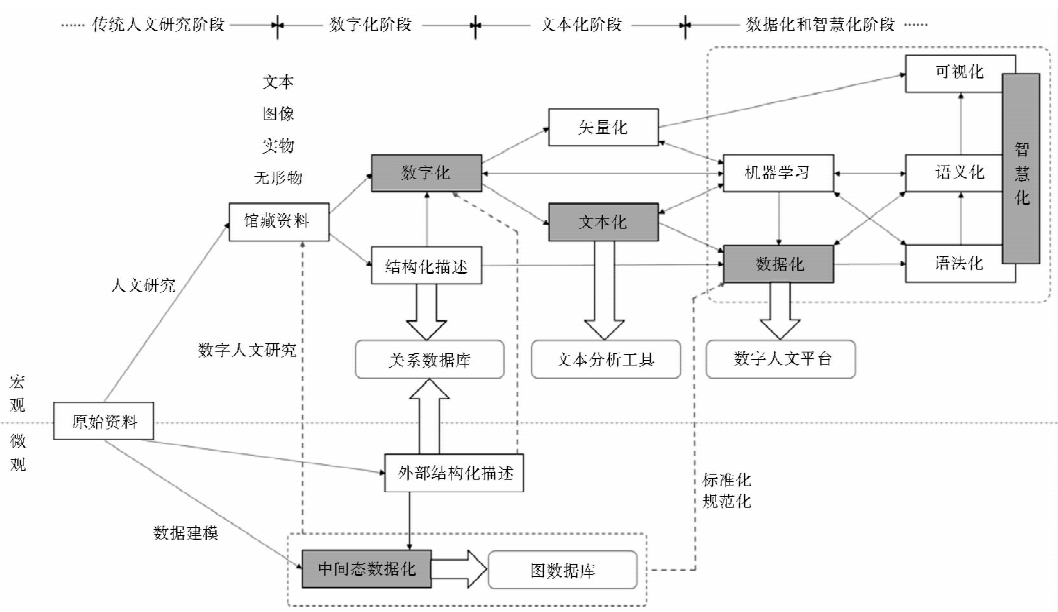 传统人文研究阶段
数字化阶段
文本化阶段
数据化和智慧化阶段
文本
图像
实物
无形物
可视化
矢量化
智慧化
数字化
机器学习
语义化
馆藏资料
文本化
结构化描述
数据化
语法化
人文研究
数字人文研究
关系数据库
文本分析工具
数字人文平台
宏观
原始资料
微观
外部结构化描述
标准化
规范化
数据建模
中间态数据化
图数据库